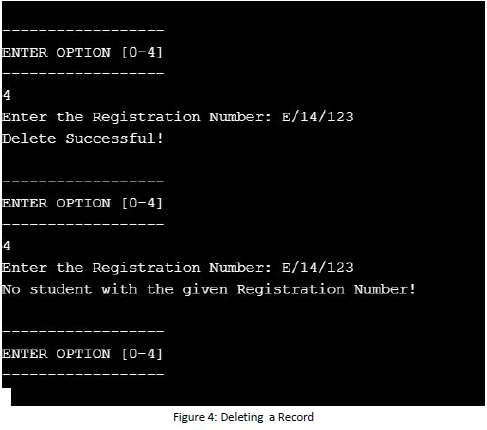 ------------------
ENTER OPTION [0-4]
------------------
4
Enter the Registration Number: E/14/123
Delete Successful!
------------------
ENTER OPTION [0-4]
------------------
4
Enter the Registration Number: E/14/123
No student with the given Registration Number!
------------------
ENTER OPTION [0-4]
------------------
Figure 4: Deleting a Record